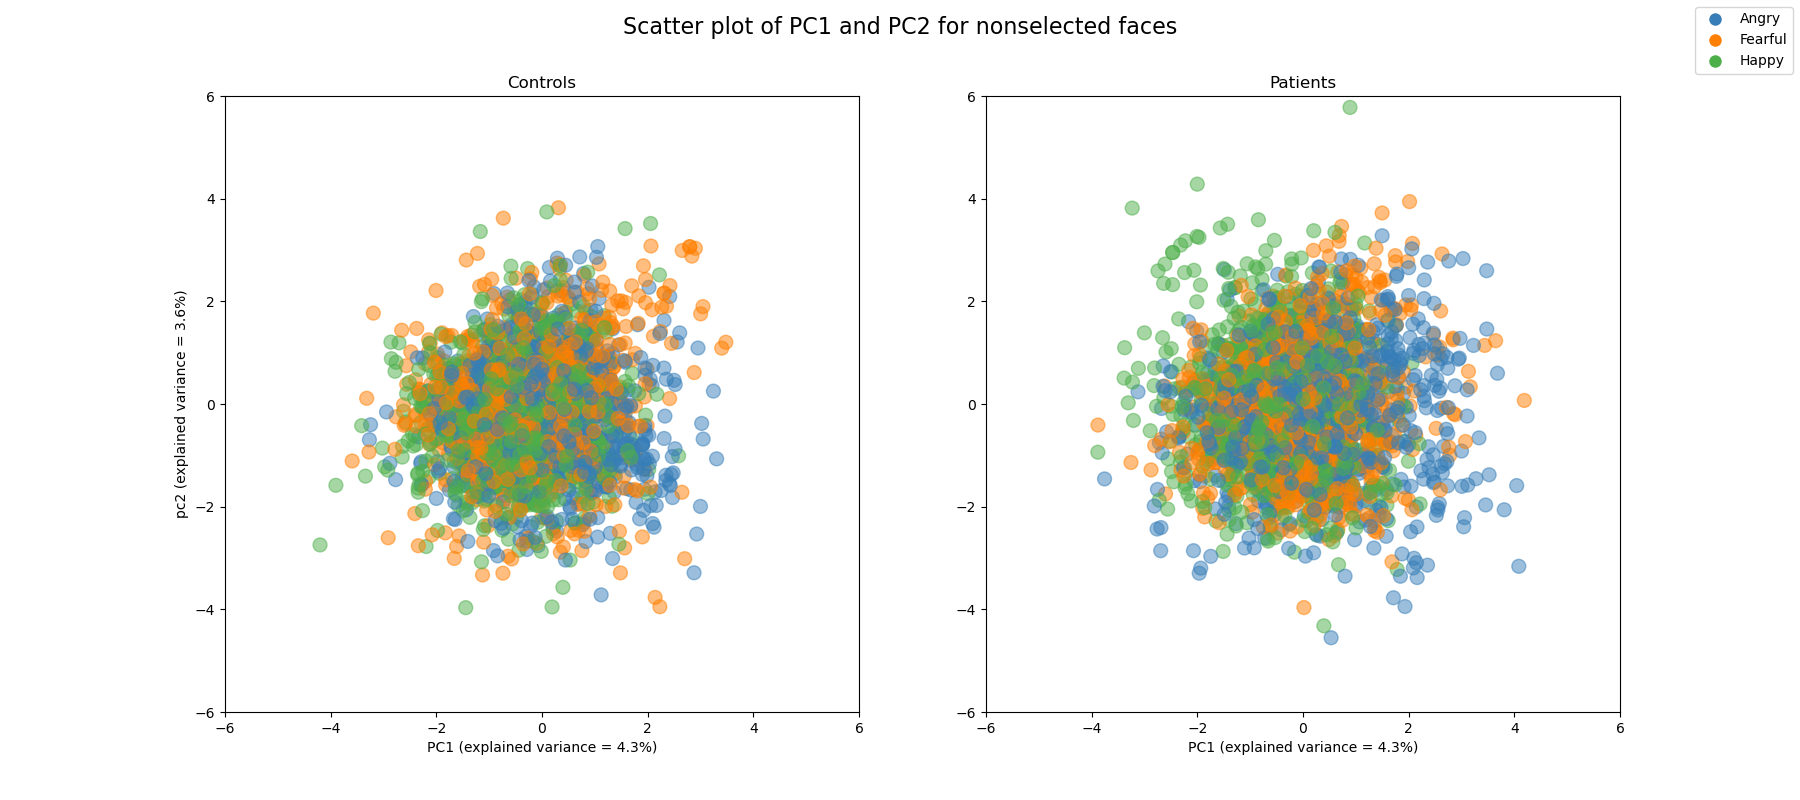 Scatter plot of PC1 and PC2 for nonselected faces
Angry
Fearful
Happy
Controls
Patients
6
4
2
0
−2
−4
−6
pc2 (explained variance = 3.6%)
−6 −4 −2 0 2 4 6
PC1 (explained variance = 4.3%)
6
4
2
0
−2
−4
−6
−6 −4 −2 0 2 4 6
PC1 (explained variance = 4.3%)